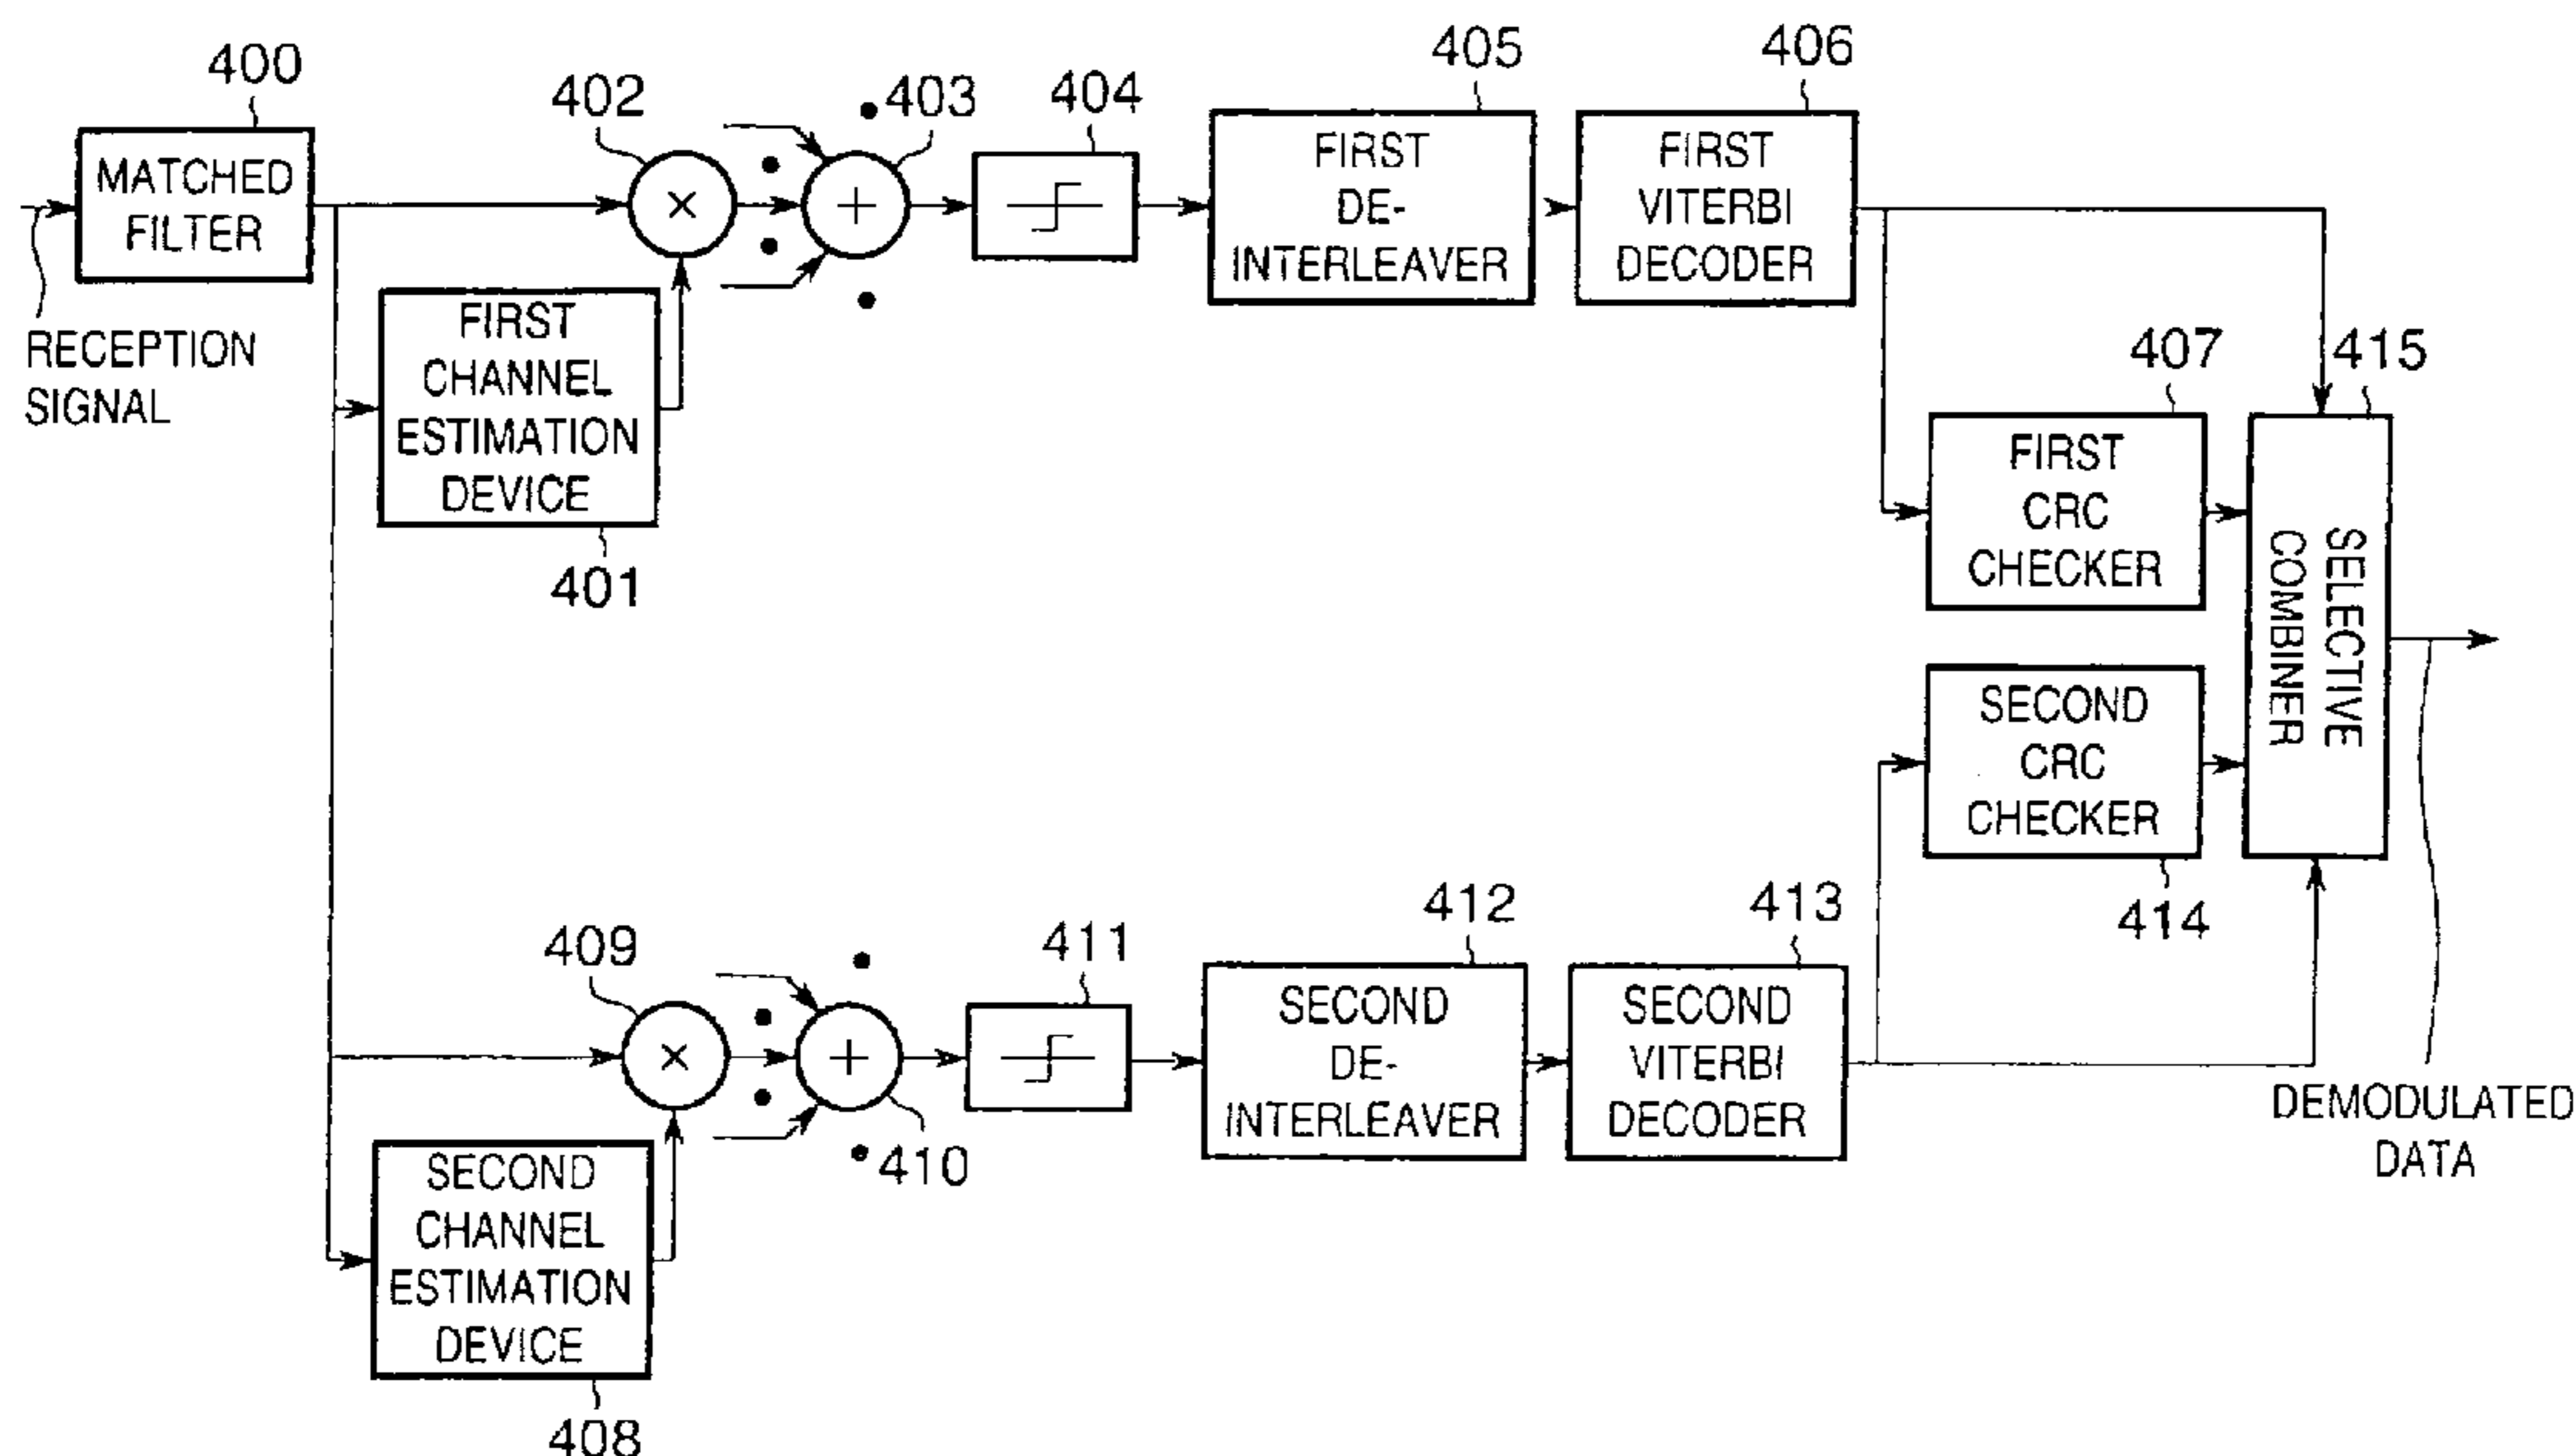 400
MATCHED
FILTER
RECEPTION
SIGNAL
FIRST
CHANNEL
ESTIMATION
DEVICE
401
402
×
403
+
404
405
FIRST
DE-
INTERLEAVER
406
FIRST
VITERBI
DECODER
407
FIRST
CRC
CHECKER
415
SELECTIVE
COMBINER
SECOND
CRC
CHECKER
414
409
×
410
+
411
412
SECOND
DE-
INTERLEAVER
413
SECOND
VITERBI
DECODER
SECOND
CHANNEL
ESTIMATION
DEVICE
408
DEMODULATED
DATA